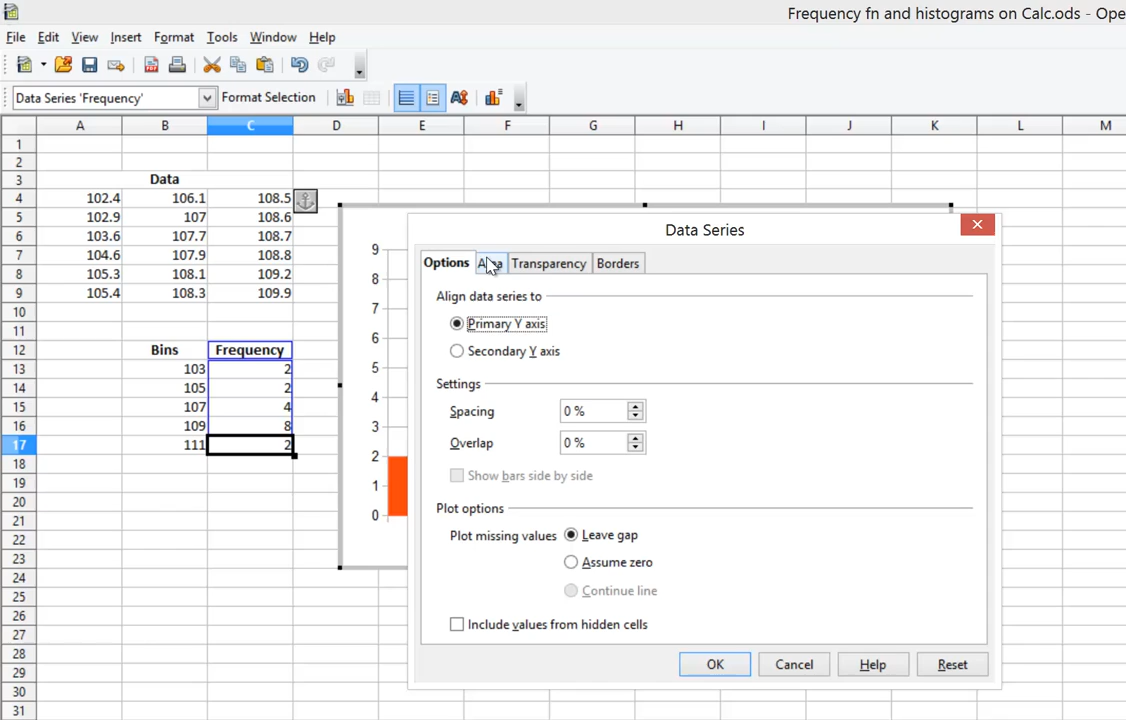 Frequency fn and histograms on Calc.ods - Ope
File Edit View Insert Format Tools Window Help
Data Series 'Frequency' Format Selection
A B C D E F G H I J K L M
1
2
3 Data
4 102.4 106.1 108.5
5 102.9 107 108.6
6 103.6 107.7 108.7
7 104.6 107.9 108.8
8 105.3 108.1 109.2
9 105.4 108.3 109.9
10
11
12 Bins Frequency
13 103 2
14 105 2
15 107 4
16 109 8
17 111 2
18
19
20
21
22
23
24
25
26
27
28
29
30
31
9
8
7
6
5
4
3
2
1
0
Data Series
Options Area Transparency Borders
Align data series to
Primary Y axis
Secondary Y axis
Settings
Spacing 0 %
Overlap 0 %
Show bars side by side
Plot options
Plot missing values Leave gap
Assume zero
Continue line
Include values from hidden cells
OK Cancel Help Reset